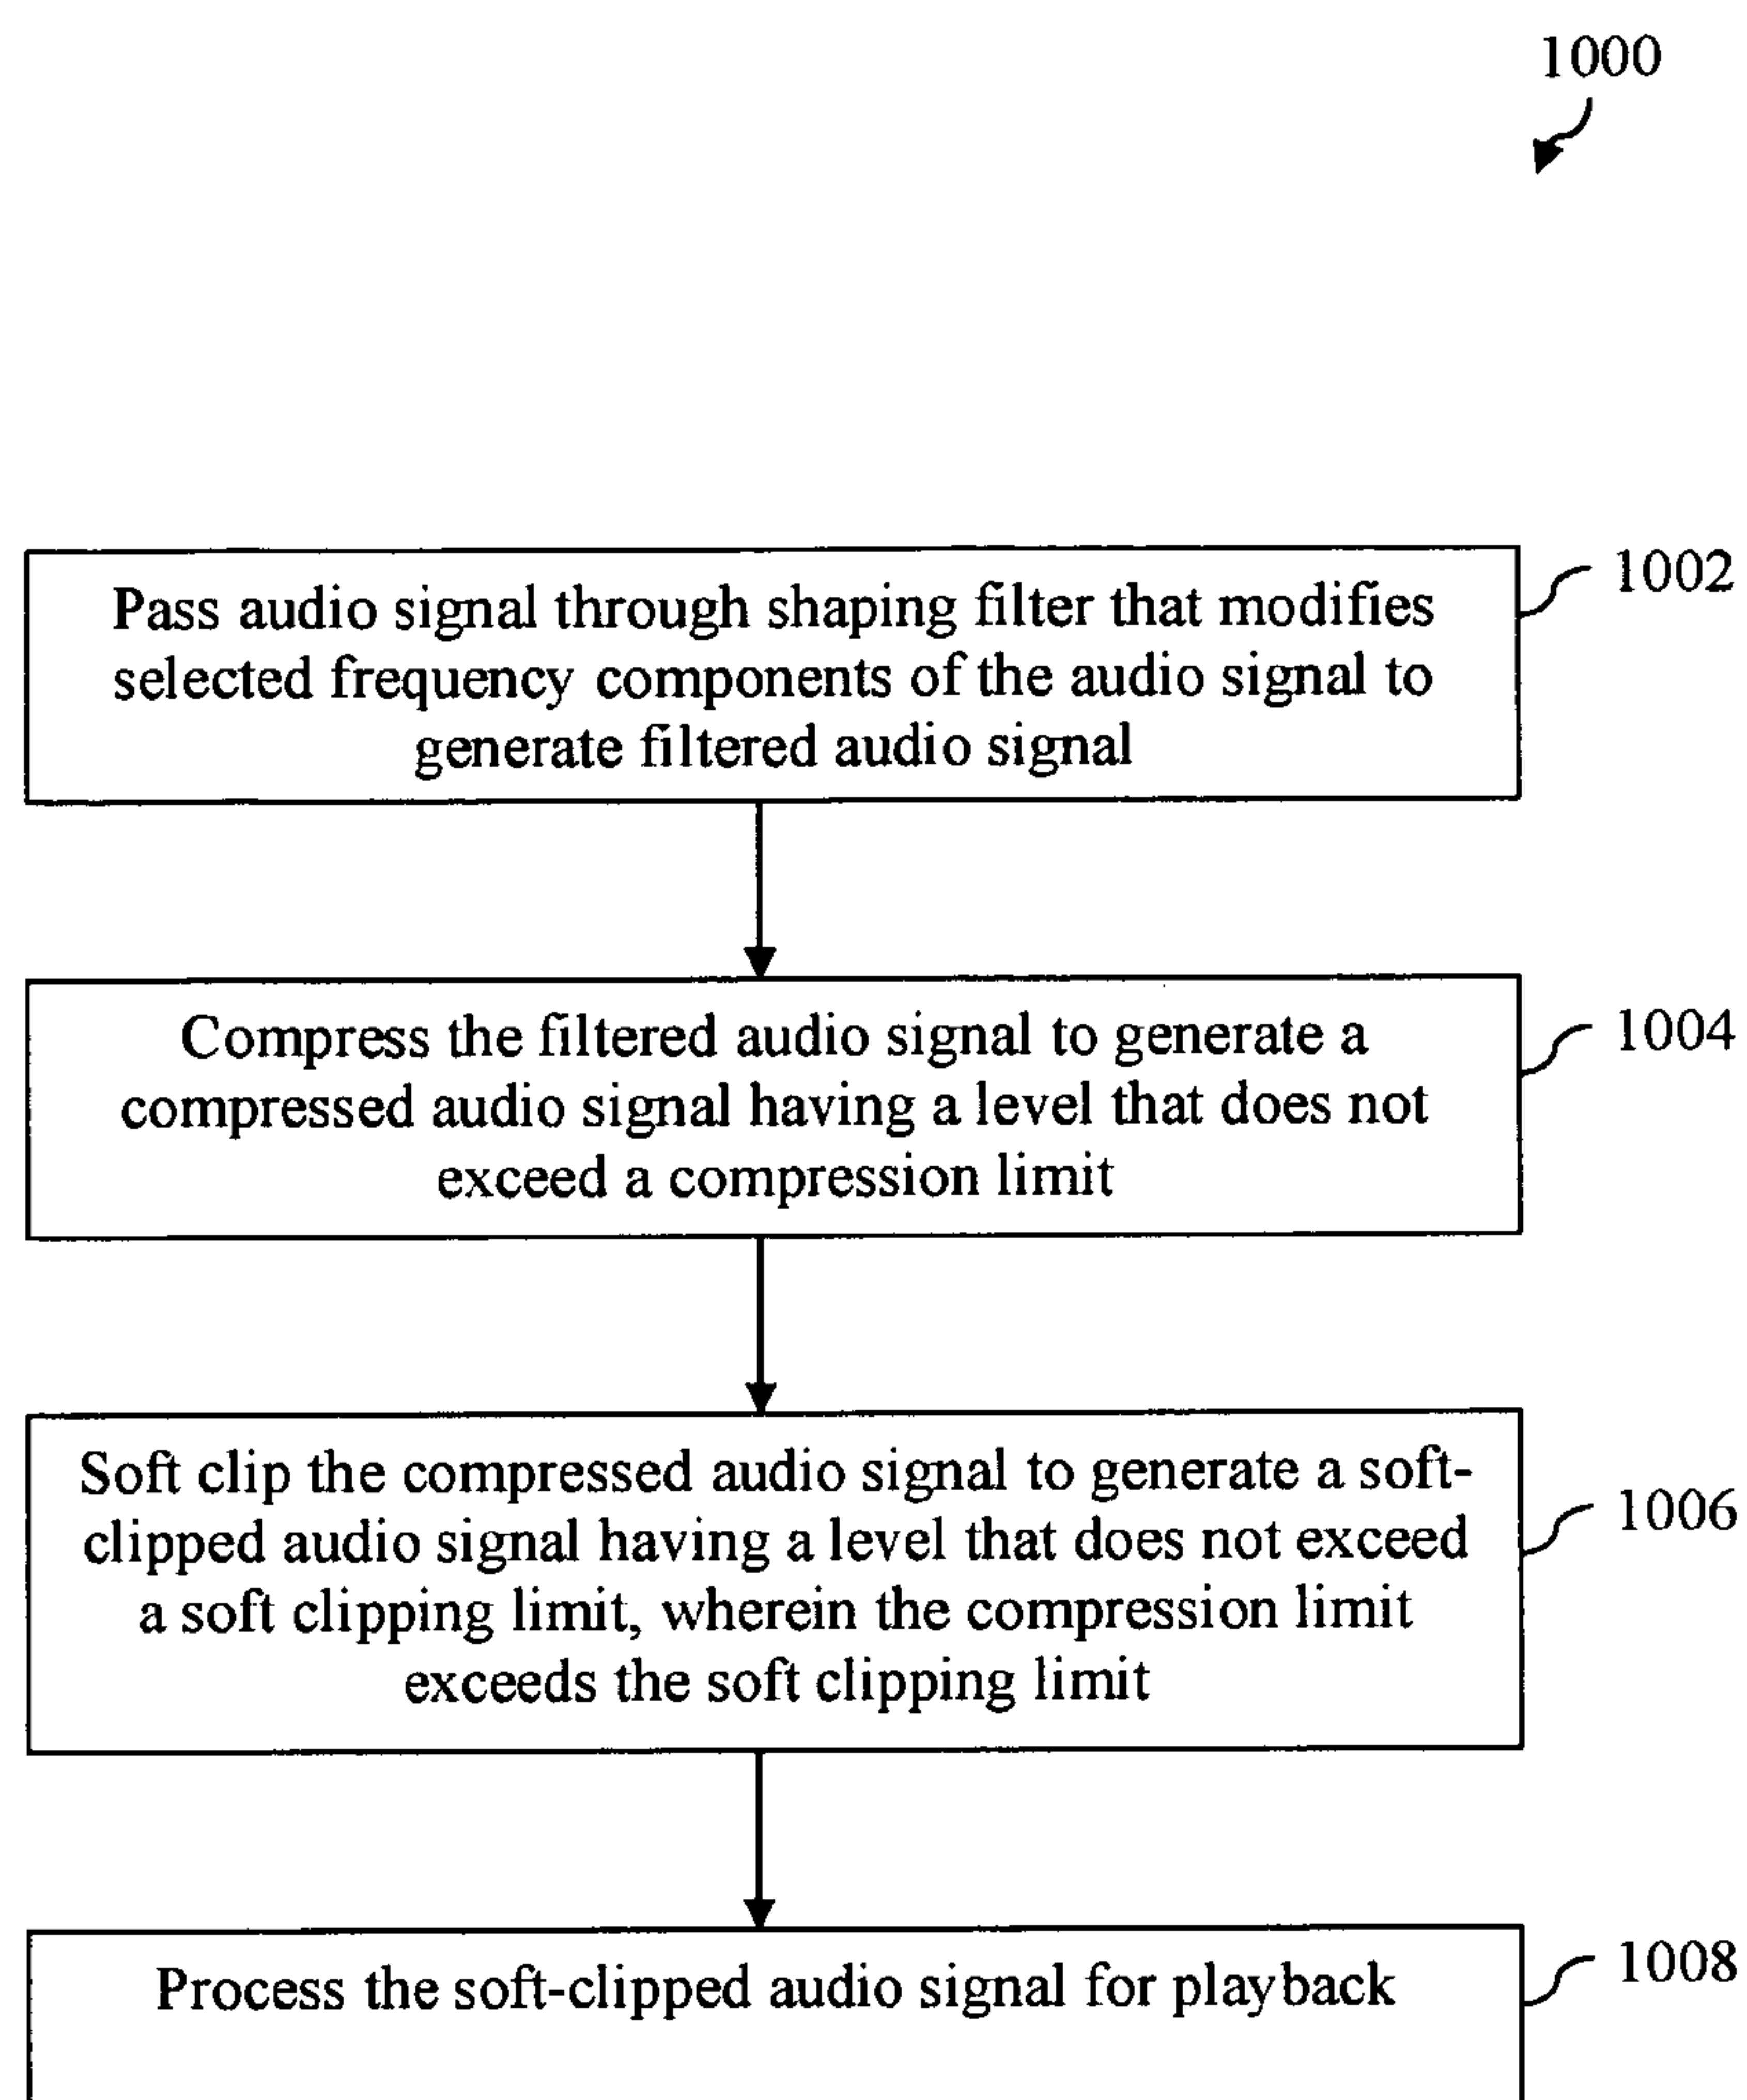 1000
Pass audio signal through shaping filter that modifies
selected frequency components of the audio signal to
generate filtered audio signal
1002
Compress the filtered audio signal to generate a
compressed audio signal having a level that does not
exceed a compression limit
1004
Soft clip the compressed audio signal to generate a soft-
clipped audio signal having a level that does not exceed
a soft clipping limit, wherein the compression limit
exceeds the soft clipping limit
1006
Process the soft-clipped audio signal for playback
1008